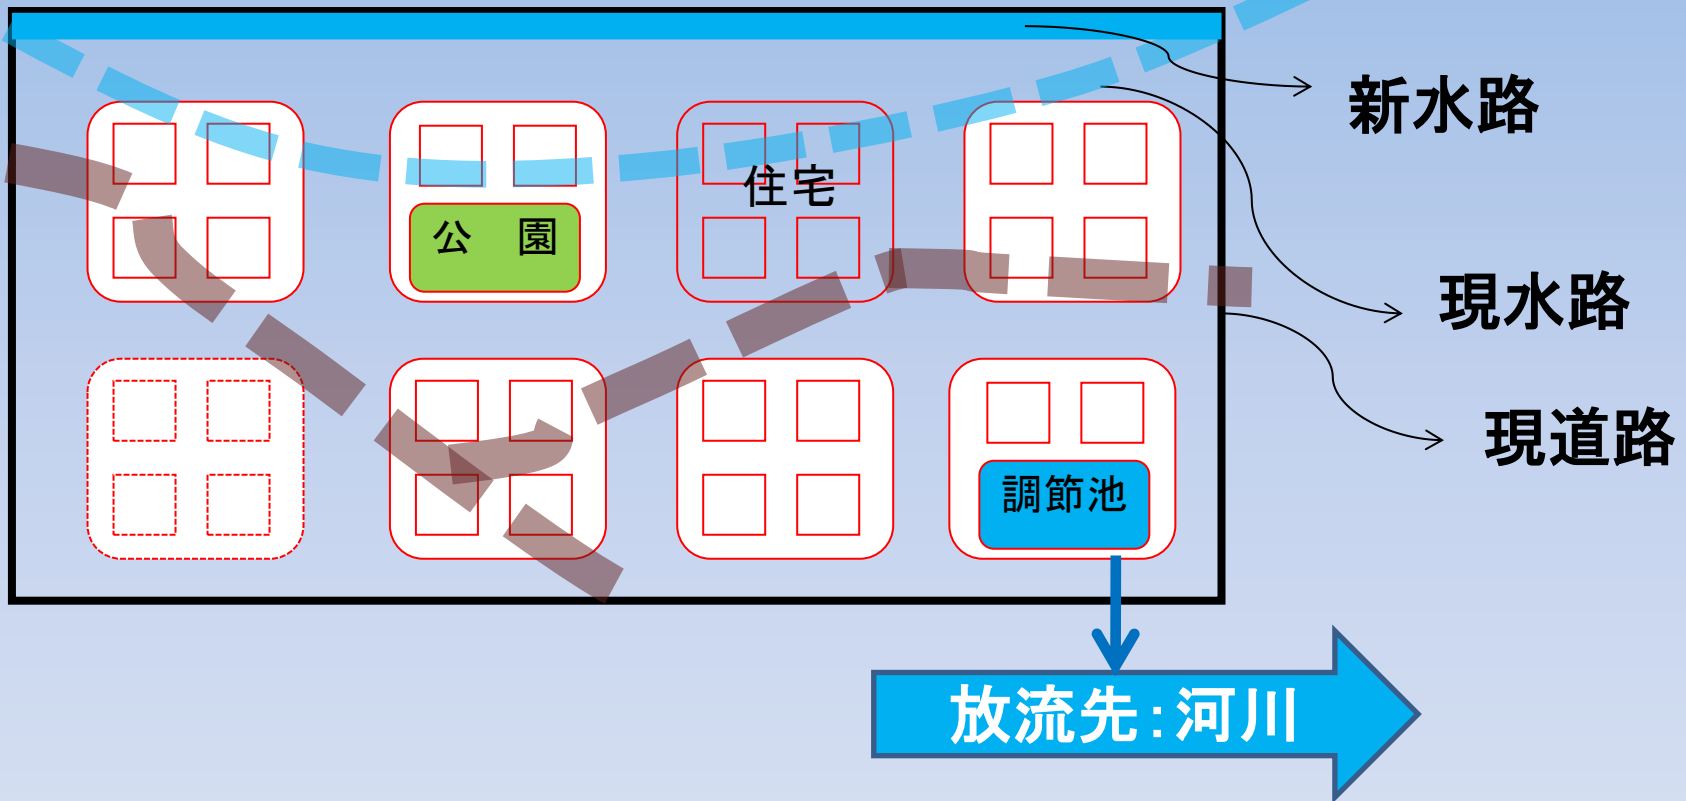 新水路
住宅
公　園
現水路
現道路
調節池
放流先：河川